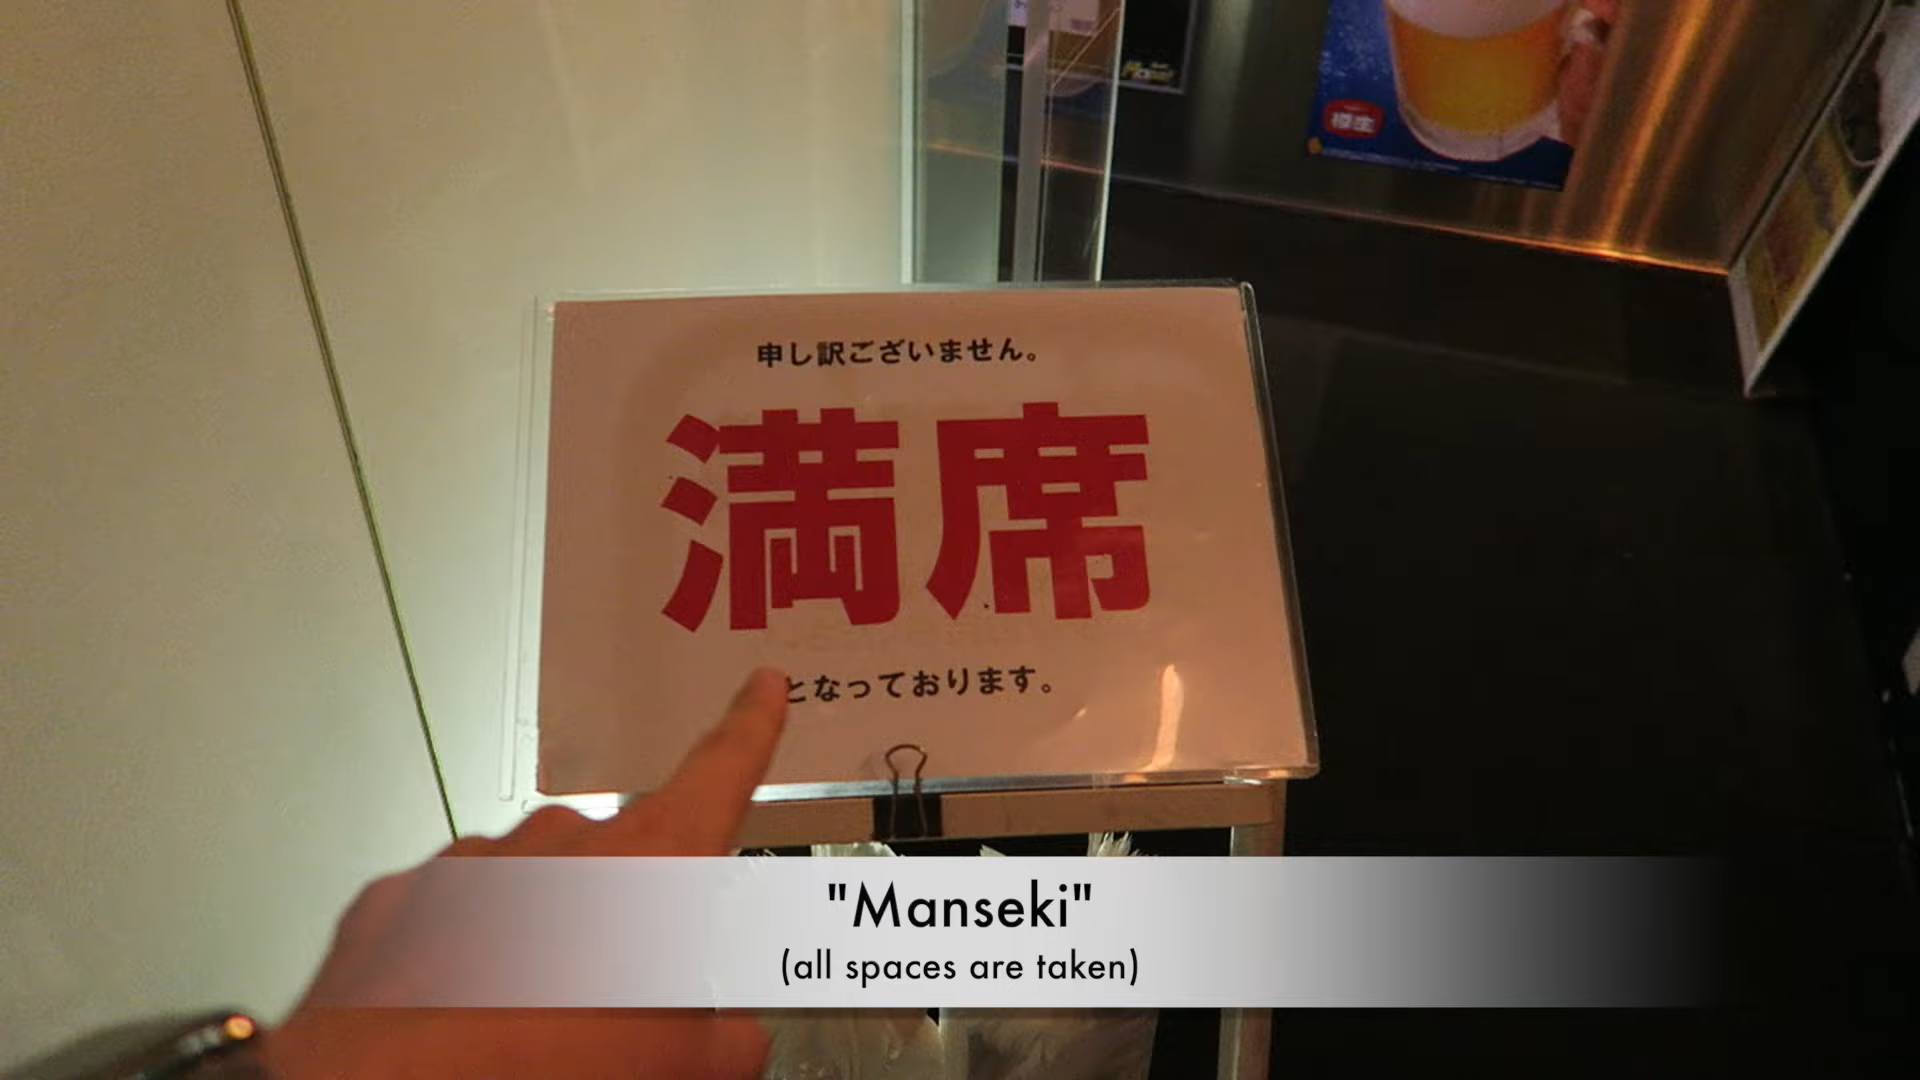 申し訳ございません。
満席
となっております。
"Manseki"
(all spaces are taken)